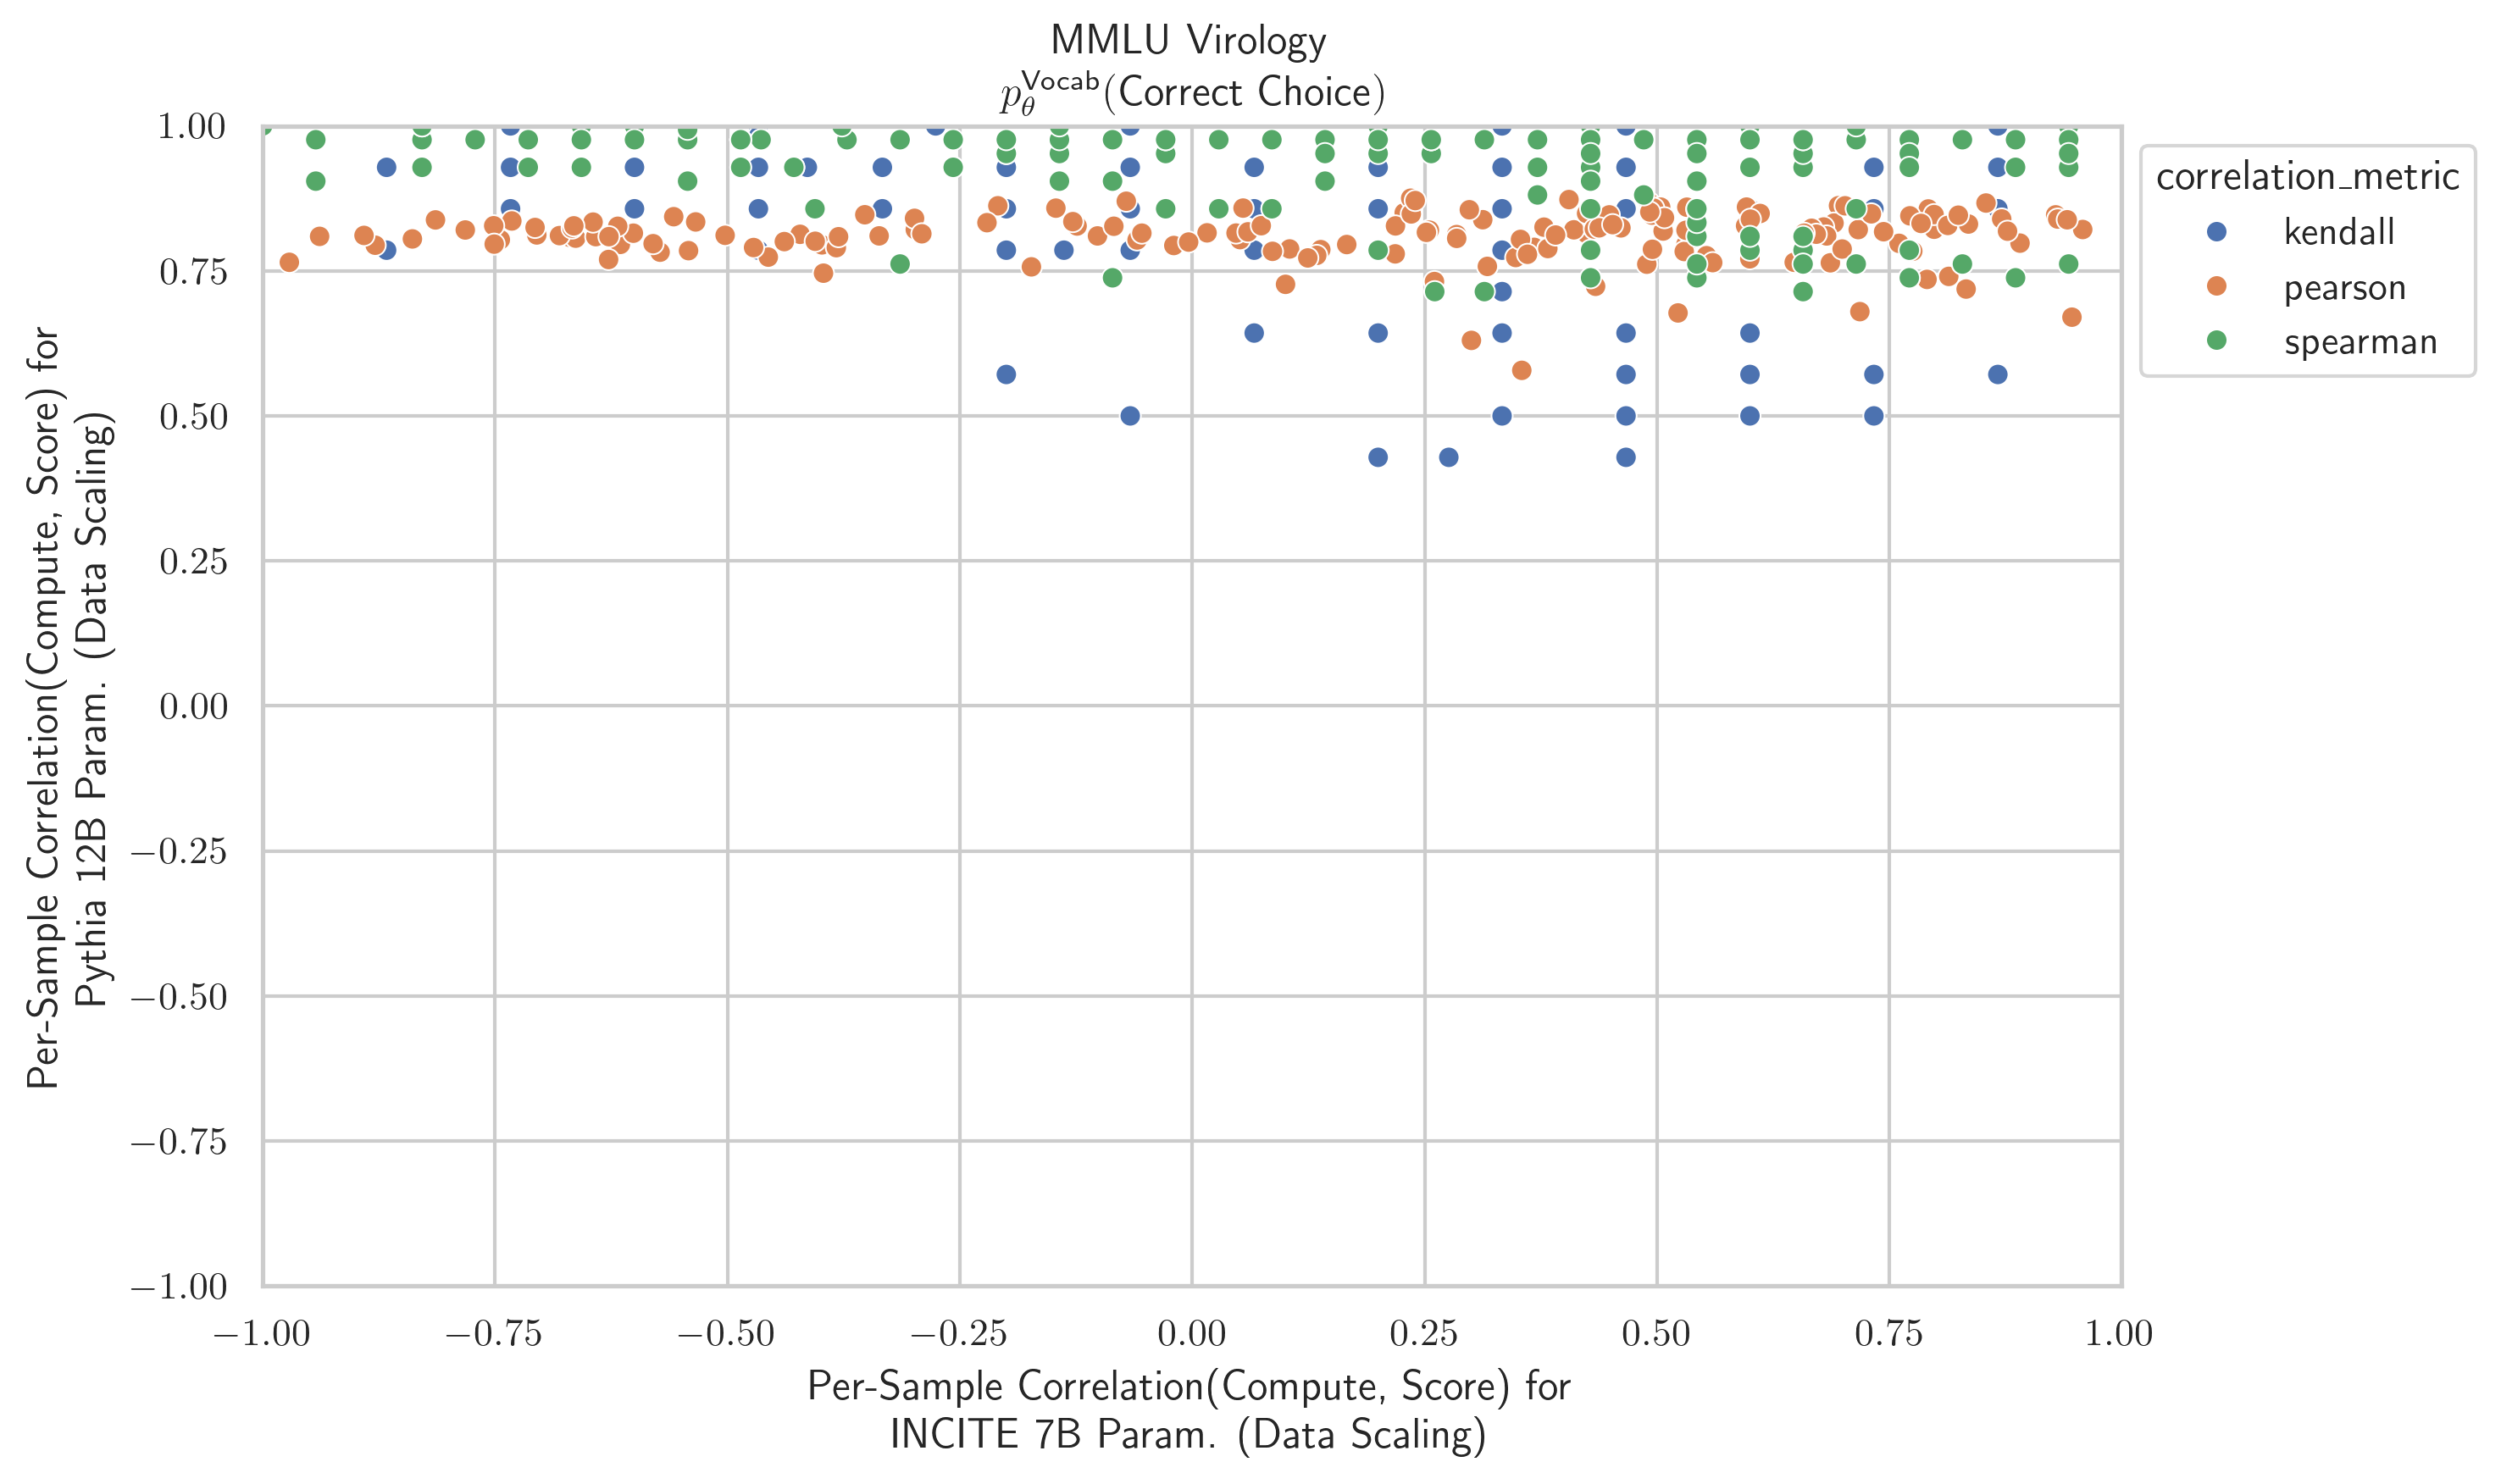 MMLU Virology
p_θ^Vocab(Correct Choice)
1.00
0.75
0.50
0.25
0.00
−0.25
−0.50
−0.75
−1.00
Per-Sample Correlation(Compute, Score) for
Pythia 12B Param. (Data Scaling)
−1.00
−0.75
−0.50
−0.25
0.00
0.25
0.50
0.75
1.00
Per-Sample Correlation(Compute, Score) for
INCITE 7B Param. (Data Scaling)
correlation_metric
kendall
pearson
spearman